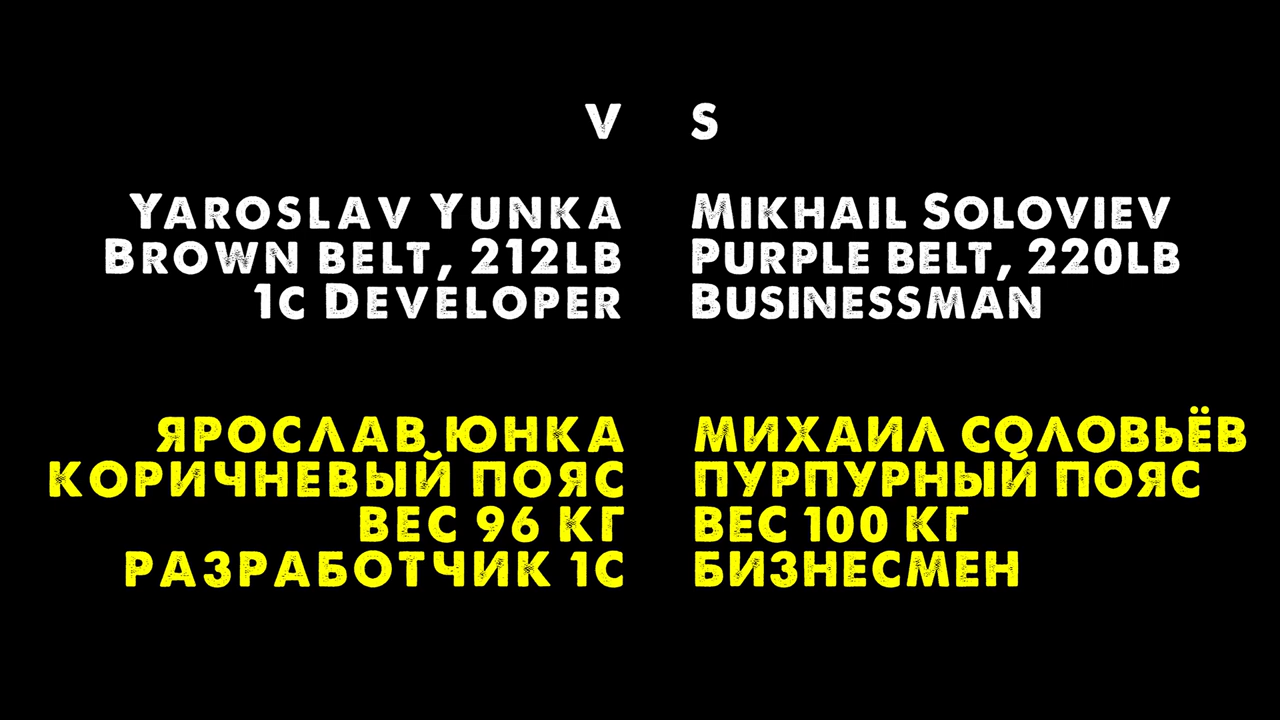 V S
Yaroslav Yunka
Brown belt, 212lb
1c Developer
Mikhail Soloviev
Purple belt, 220lb
Businessman
ЯРОСЛАВ ЮНКА
КОРИЧНЕВЫЙ ПОЯС
ВЕС 96 КГ
РАЗРАБОТЧИК 1С
МИХАИЛ СОЛОВЬЁВ
ПУРПУРНЫЙ ПОЯС
ВЕС 100 КГ
БИЗНЕСМЕН